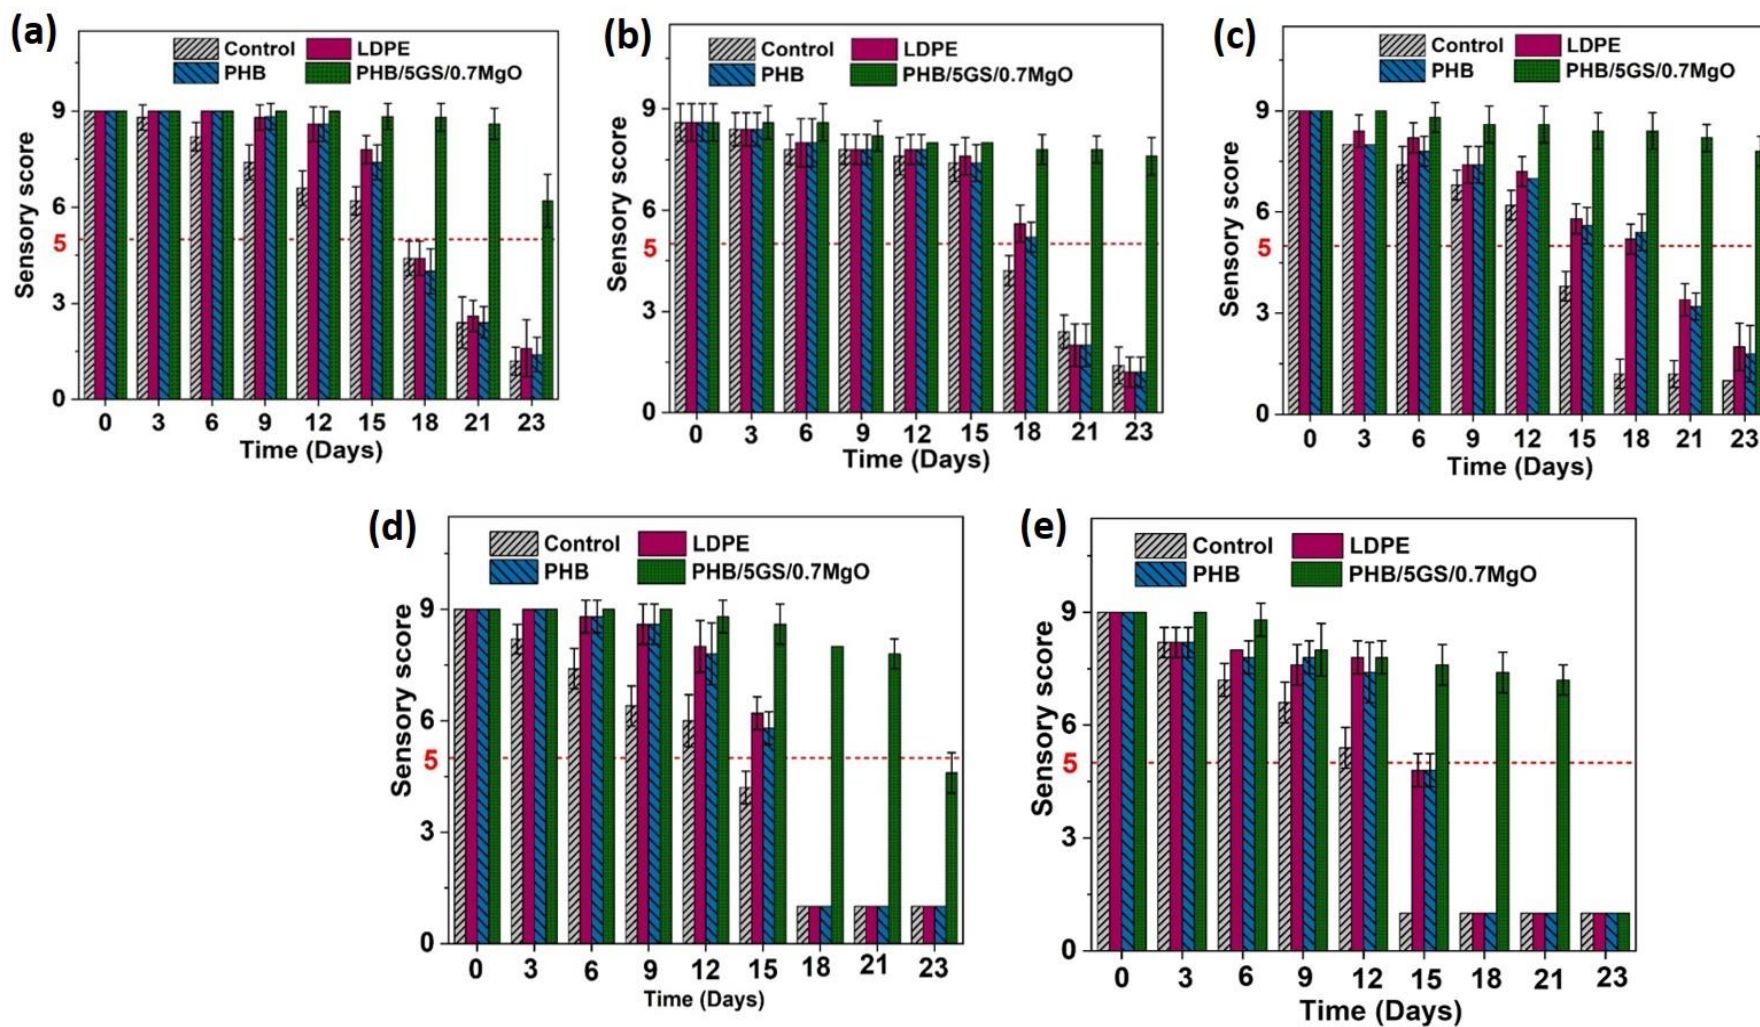 (a)
Control LDPE
PHB PHB/5GS/0.7MgO
Sensory score
9
6
5
3
0
0 3 6 9 12 15 18 21 23
Time (Days)
(b)
Control LDPE
PHB PHB/5GS/0.7MgO
Sensory score
9
6
5
3
0
0 3 6 9 12 15 18 21 23
Time (Days)
(c)
Control LDPE
PHB PHB/5GS/0.7MgO
Sensory score
9
6
5
3
0
0 3 6 9 12 15 18 21 23
Time (Days)
(d)
Control LDPE
PHB PHB/5GS/0.7MgO
Sensory score
9
6
5
3
0
0 3 6 9 12 15 18 21 23
Time (Days)
(e)
Control LDPE
PHB PHB/5GS/0.7MgO
Sensory score
9
6
5
3
0
0 3 6 9 12 15 18 21 23
Time (Days)